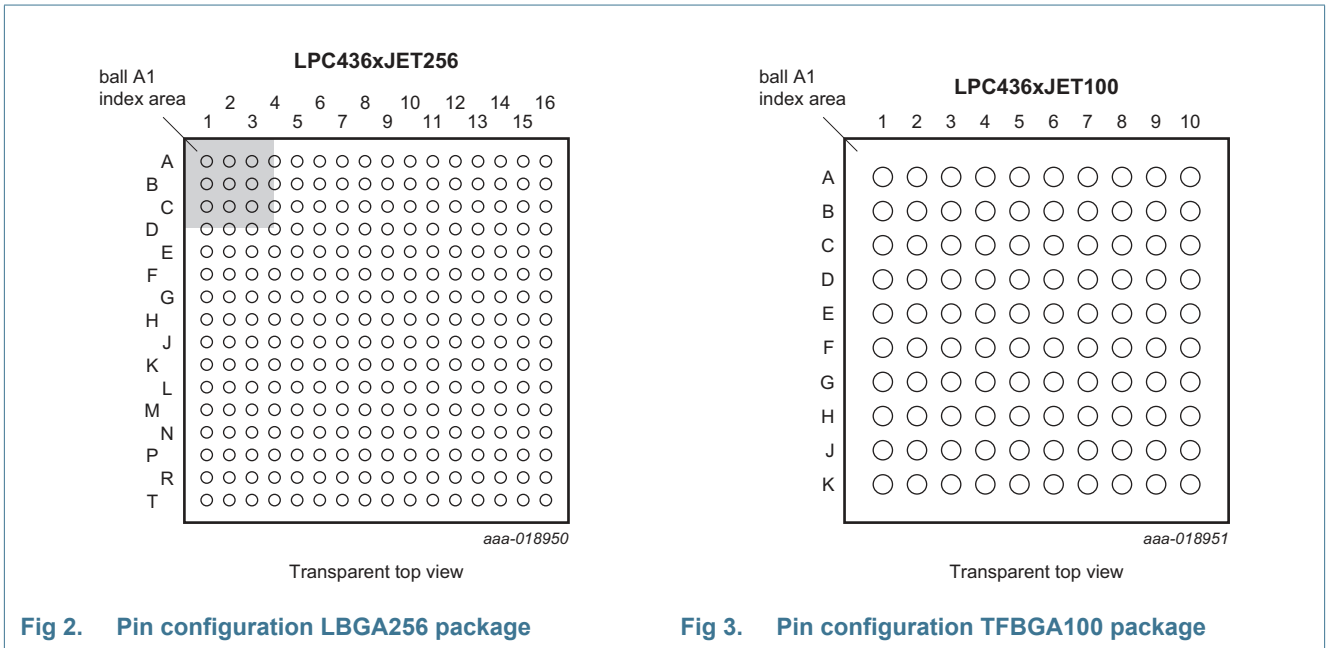 LPC436xJET256
ball A1
index area
2 4 6 8 10 12 14 16
1 3 5 7 9 11 13 15
A
B
C
D
E
F
G
H
J
K
L
M
N
P
R
T
aaa-018950
Transparent top view
Fig 2. Pin configuration LBGA256 package
LPC436xJET100
ball A1
index area
1 2 3 4 5 6 7 8 9 10
A
B
C
D
E
F
G
H
J
K
aaa-018951
Transparent top view
Fig 3. Pin configuration TFBGA100 package